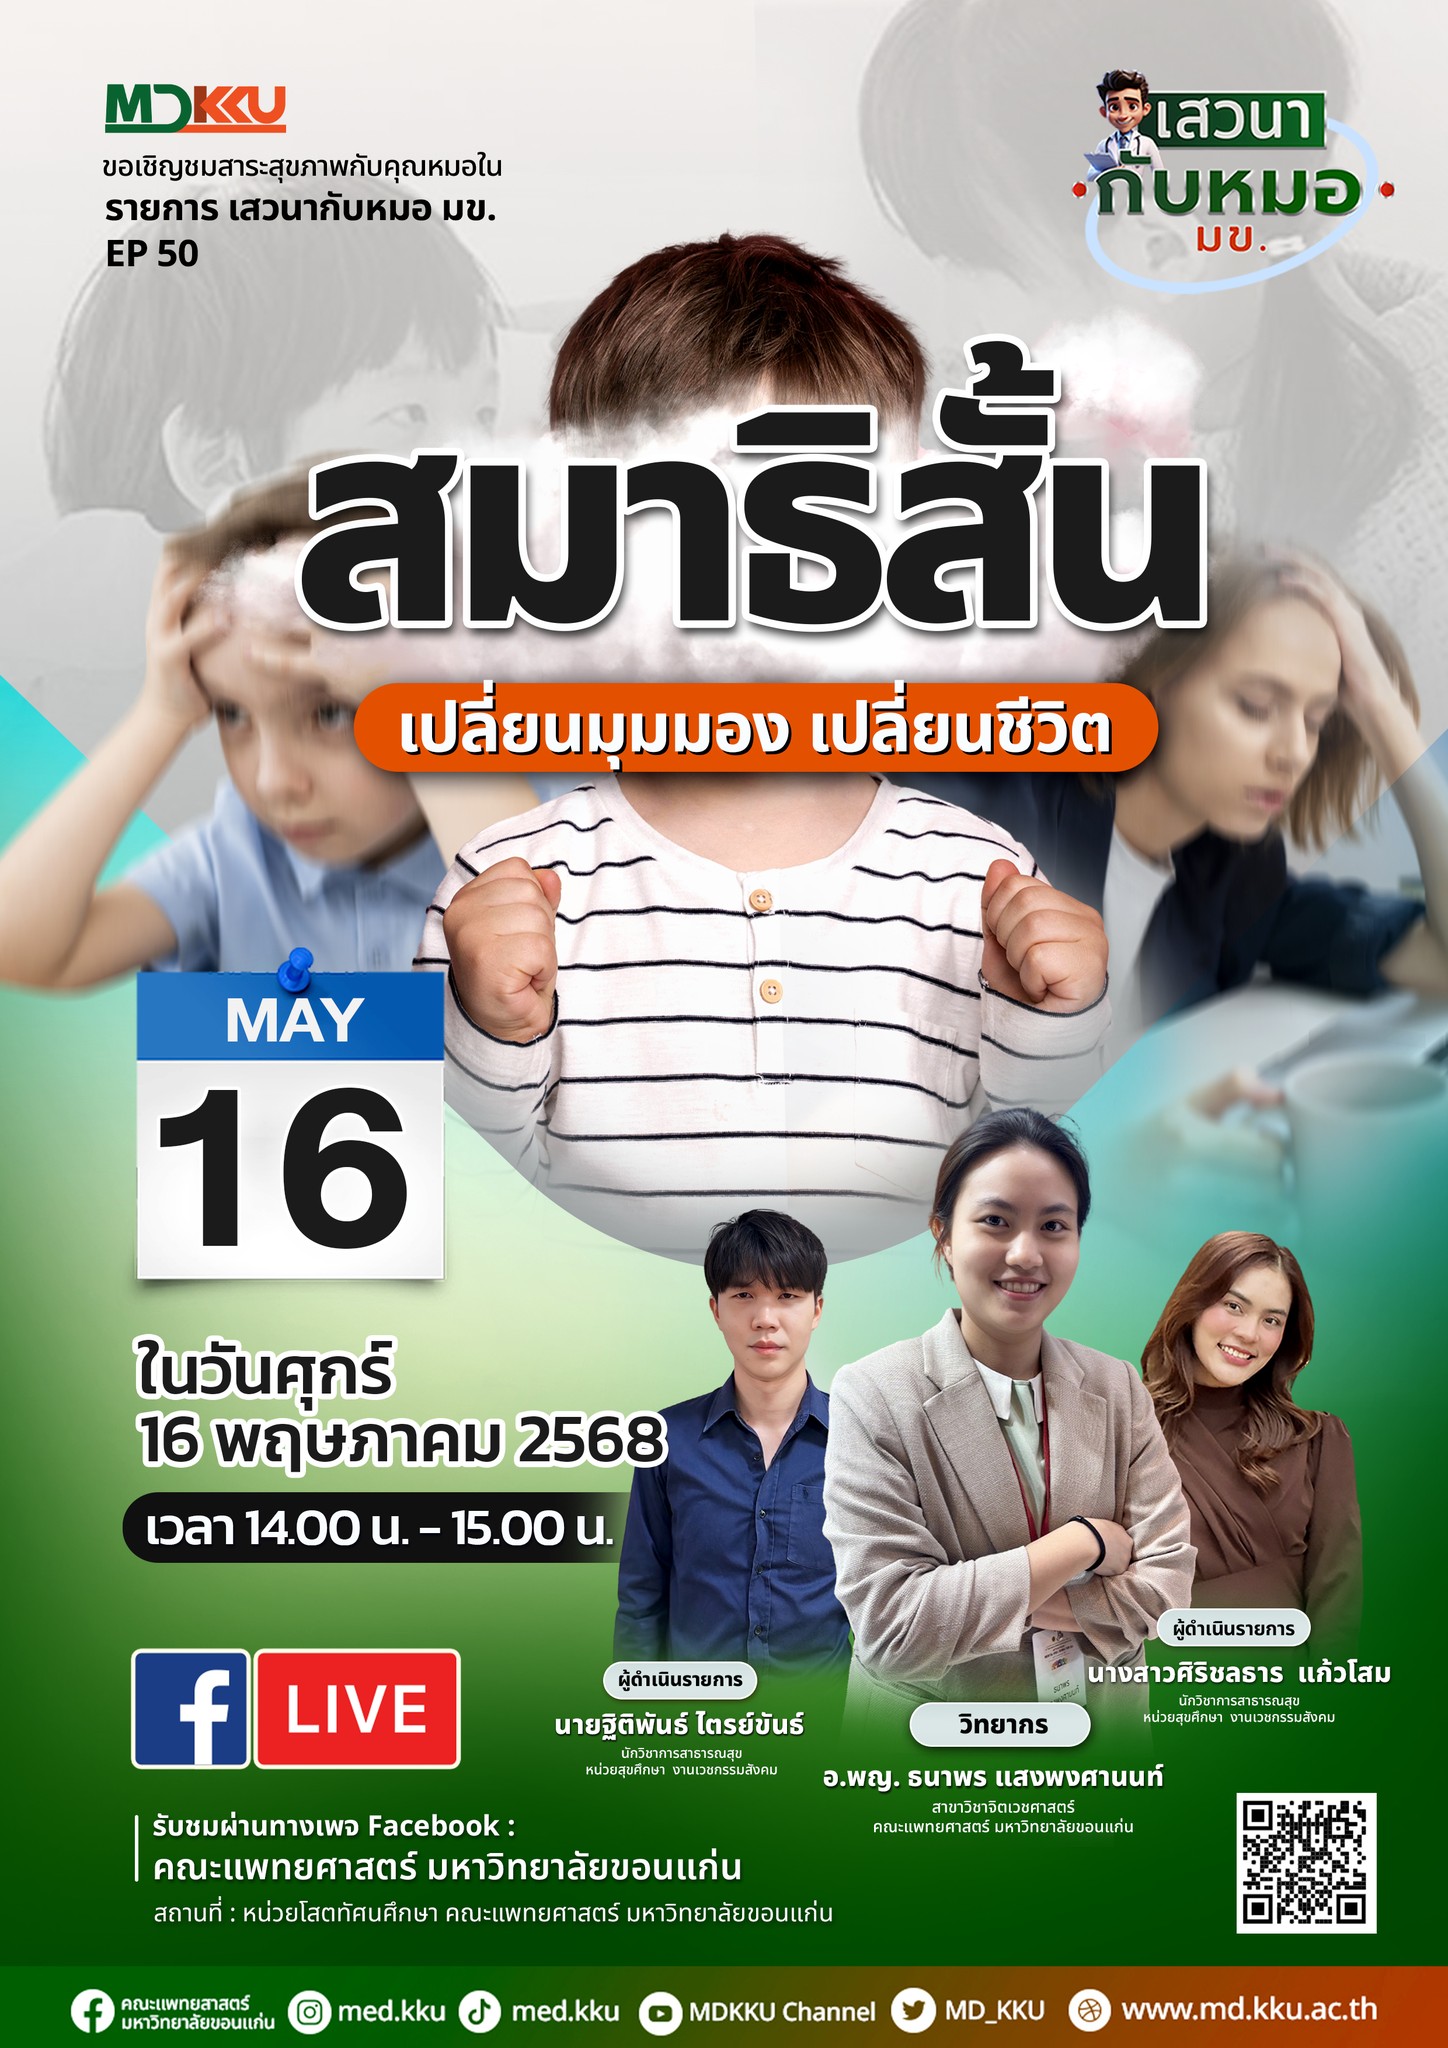 MDKKU
ขอเชิญชมสาระสุขภาพกับคุณหมอใน
รายการ เสวนากับหมอ มข.
EP 50
เสวนา
กับหมอ
มข.
สมาธิสั้น
เปลี่ยนมุมมอง เปลี่ยนชีวิต
MAY
16
ในวันศุกร์
16 พฤษภาคม 2568
เวลา 14.00 น. - 15.00 น.
f LIVE
ผู้ดำเนินรายการ
นายฐิติพันธ์ ไตรย์ขันธ์
นักวิชาการสาธารณสุข
หน่วยสุขศึกษา งานเวชกรรมสังคม
วิทยากร
อ.พญ. ธนาพร แสงพงศานนท์
สาขาวิชาจิตเวชศาสตร์
คณะแพทยศาสตร์ มหาวิทยาลัยขอนแก่น
ผู้ดำเนินรายการ
นางสาวศิริชลธาร แก้วโสม
นักวิชาการสาธารณสุข
หน่วยสุขศึกษา งานเวชกรรมสังคม
รับชมผ่านทางเพจ Facebook :
คณะแพทยศาสตร์ มหาวิทยาลัยขอนแก่น
สถานที่ : หน่วยโสตทัศนศึกษา คณะแพทยศาสตร์ มหาวิทยาลัยขอนแก่น
คณะแพทยสาสตร์
มหาวิทยาลัยขอนแก่น
med.kku
med.kku
MDKKU Channel
MD_KKU
www.md.kku.ac.th